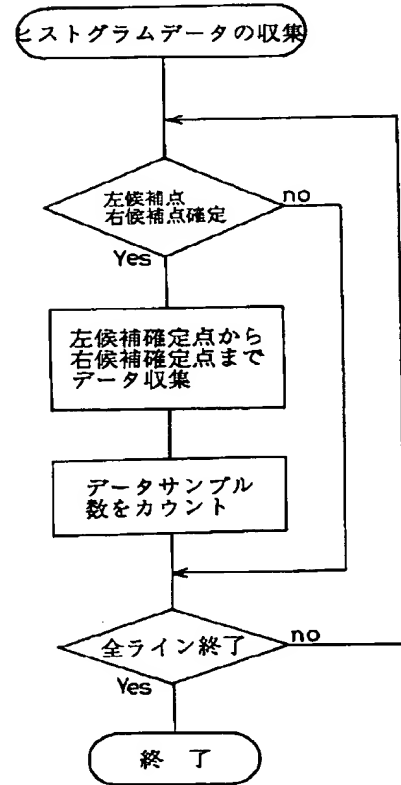 ヒストグラムデータの収集
左候補点
右候補点確定
no
Yes
左候補確定点から
右候補確定点まで
データ収集
データサンプル
数をカウント
全ライン終了
no
Yes
終 了